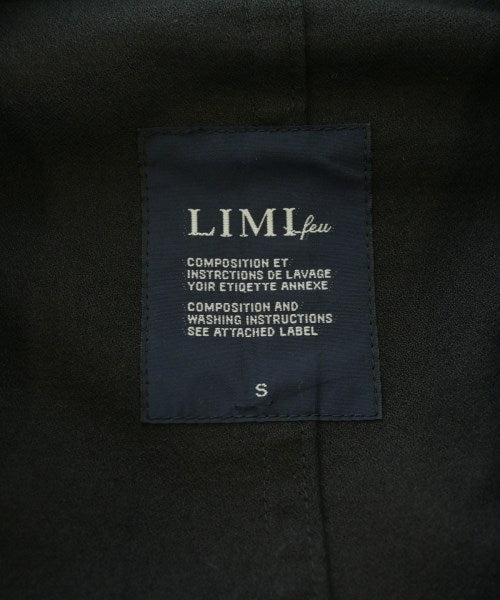 LIMI feu
COMPOSITION ET
INSTRCTIONS DE LAVAGE
YOIR ETIQETTE ANNEXE
COMPOSITION AND
WASHING INSTRUCTIONS
SEE ATTACHED LABEL
S